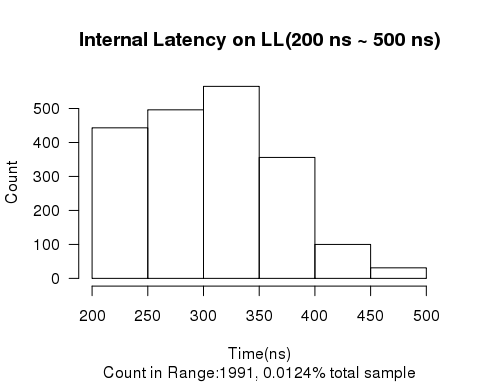 Internal Latency on LL(200 ns ~ 500 ns)
500
400
300
200
100
0
Count
200 250 300 350 400 450 500
Time(ns)
Count in Range:1991, 0.0124% total sample